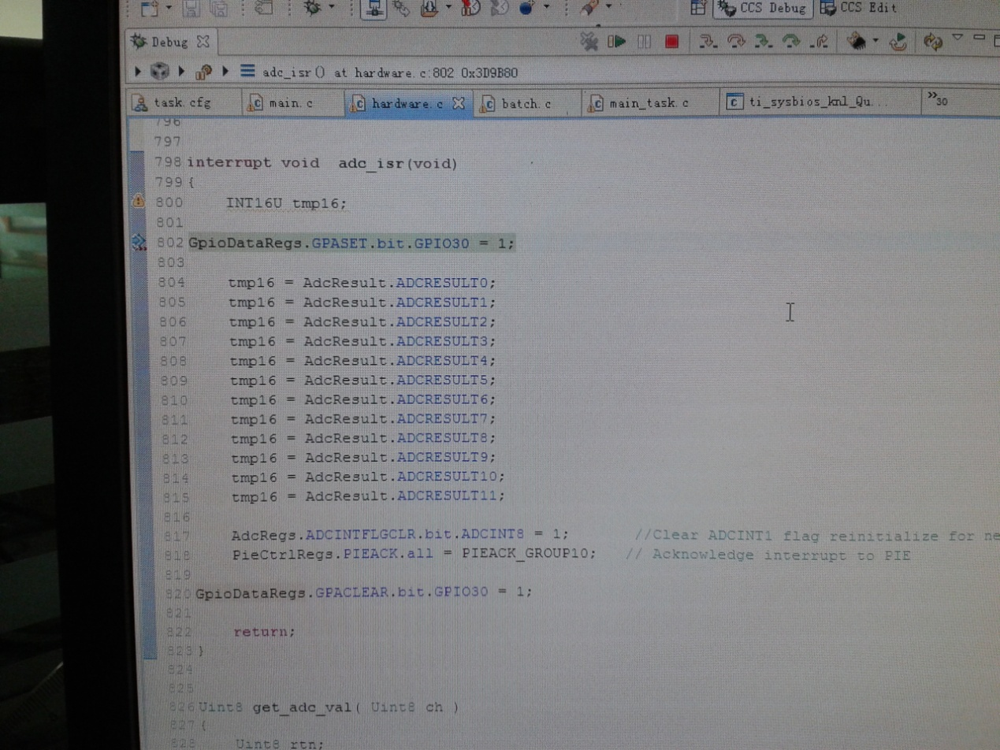 CCS Debug CCS Edit
Debug
adc_isr() at hardware.c:802 0x3D9B80
task.cfg main.c hardware.c batch.c main_task.c ti_sysbios_knl_Qu... »30
796
797
798 interrupt void adc_isr(void)
799 {
800 INT16U tmp16;
801
802 GpioDataRegs.GPASET.bit.GPIO30 = 1;
803
804 tmp16 = AdcResult.ADCRESULT0;
805 tmp16 = AdcResult.ADCRESULT1;
806 tmp16 = AdcResult.ADCRESULT2;
807 tmp16 = AdcResult.ADCRESULT3;
808 tmp16 = AdcResult.ADCRESULT4;
809 tmp16 = AdcResult.ADCRESULT5;
810 tmp16 = AdcResult.ADCRESULT6;
811 tmp16 = AdcResult.ADCRESULT7;
812 tmp16 = AdcResult.ADCRESULT8;
813 tmp16 = AdcResult.ADCRESULT9;
814 tmp16 = AdcResult.ADCRESULT10;
815 tmp16 = AdcResult.ADCRESULT11;
816
817 AdcRegs.ADCINTFLGCLR.bit.ADCINT8 = 1; //Clear ADCINT1 flag reinitialize for ne
818 PieCtrlRegs.PIEACK.all = PIEACK_GROUP10; // Acknowledge interrupt to PIE
819
820 GpioDataRegs.GPACLEAR.bit.GPIO30 = 1;
821
822 return;
823 }
824
825
826 Uint8 get_adc_val( Uint8 ch )
827 {
828 Uint8 rtn;